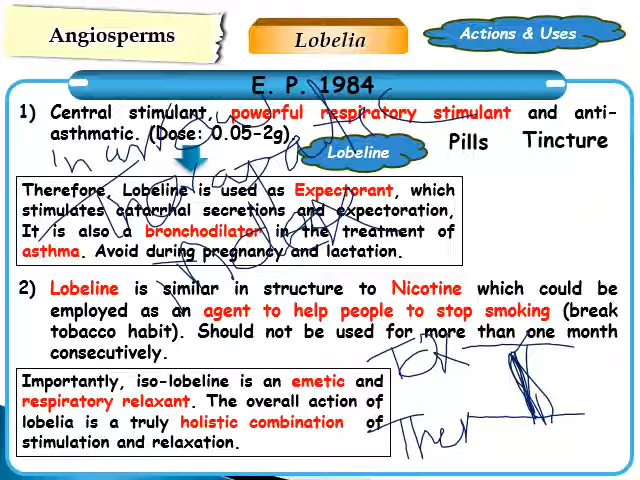 Angiosperms
Lobelia
Actions & Uses
E. P. 1984
1) Central stimulant, powerful respiratory stimulant and anti-
asthmatic. (Dose: 0.05-2g)
Lobeline
Pills
Tincture
Therefore, Lobeline is used as Expectorant, which
stimulates catarrhal secretions and expectoration,
It is also a bronchodilator in the treatment of
asthma. Avoid during pregnancy and lactation.
Therapeutic
Index
2) Lobeline is similar in structure to Nicotine which could be
employed as an agent to help people to stop smoking (break
tobacco habit). Should not be used for more than one month
consecutively.
Importantly, iso-lobeline is an emetic and
respiratory relaxant. The overall action of
lobelia is a truly holistic combination of
stimulation and relaxation.
Tox
Ther